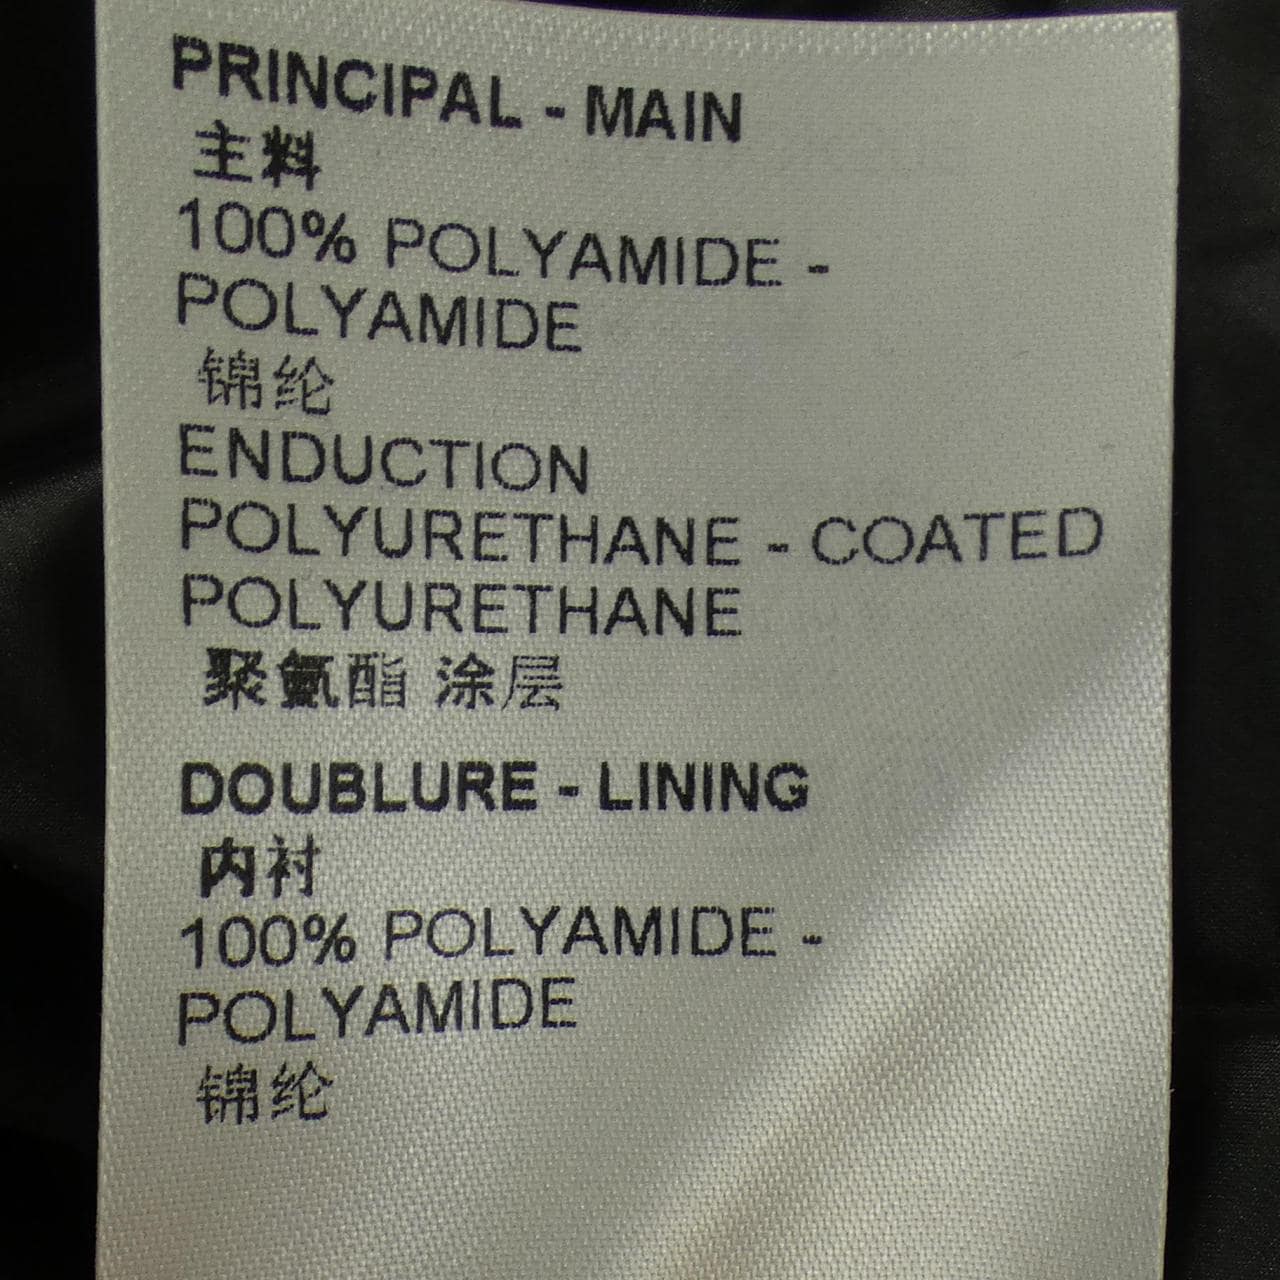 PRINCIPAL - MAIN
主料
100% POLYAMIDE -
POLYAMIDE
锦纶
ENDUCTION
POLYURETHANE - COATED
POLYURETHANE
聚氨酯 涂层
DOUBLURE - LINING
内衬
100% POLYAMIDE -
POLYAMIDE
锦纶